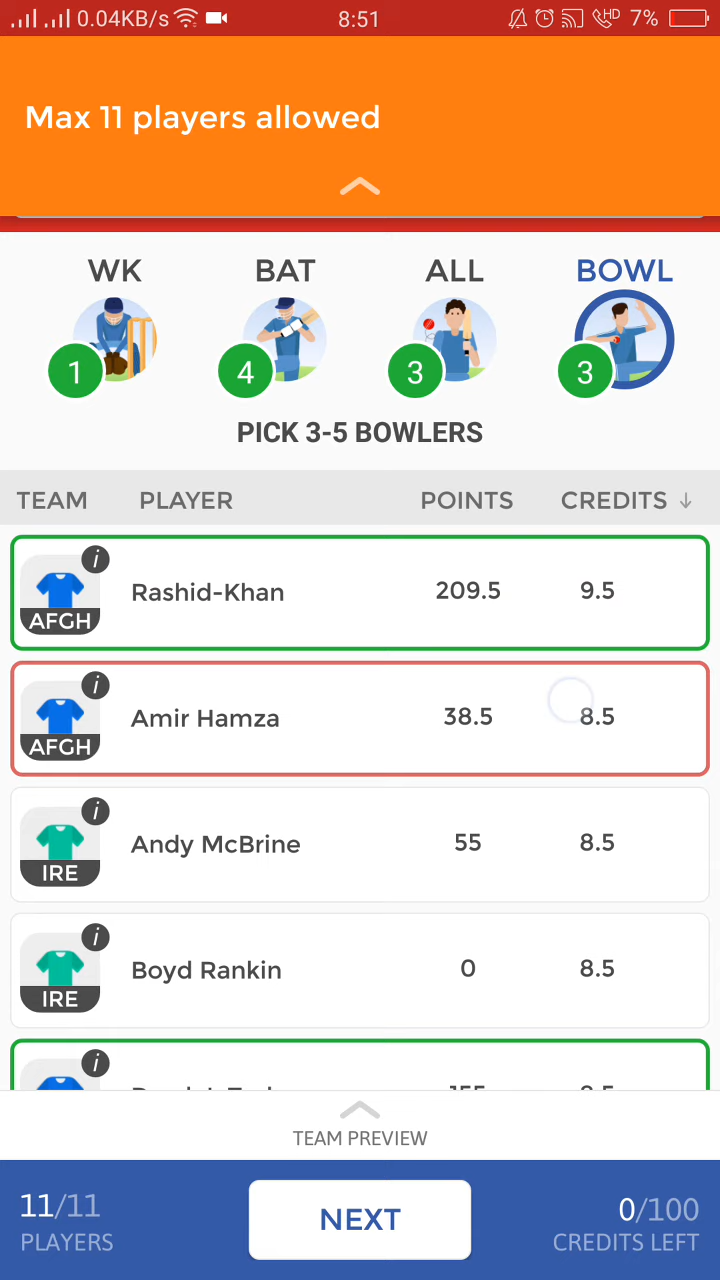 0.04KB/s 8:51 HD 7%
Max 11 players allowed
WK BAT ALL BOWL
1 4 3 3
PICK 3-5 BOWLERS
TEAM PLAYER POINTS CREDITS ↓
i
Rashid-Khan 209.5 9.5
AFGH
i
Amir Hamza 38.5 8.5
AFGH
i
Andy McBrine 55 8.5
IRE
i
Boyd Rankin 0 8.5
IRE
i
TEAM PREVIEW
11/11 NEXT 0/100
PLAYERS CREDITS LEFT